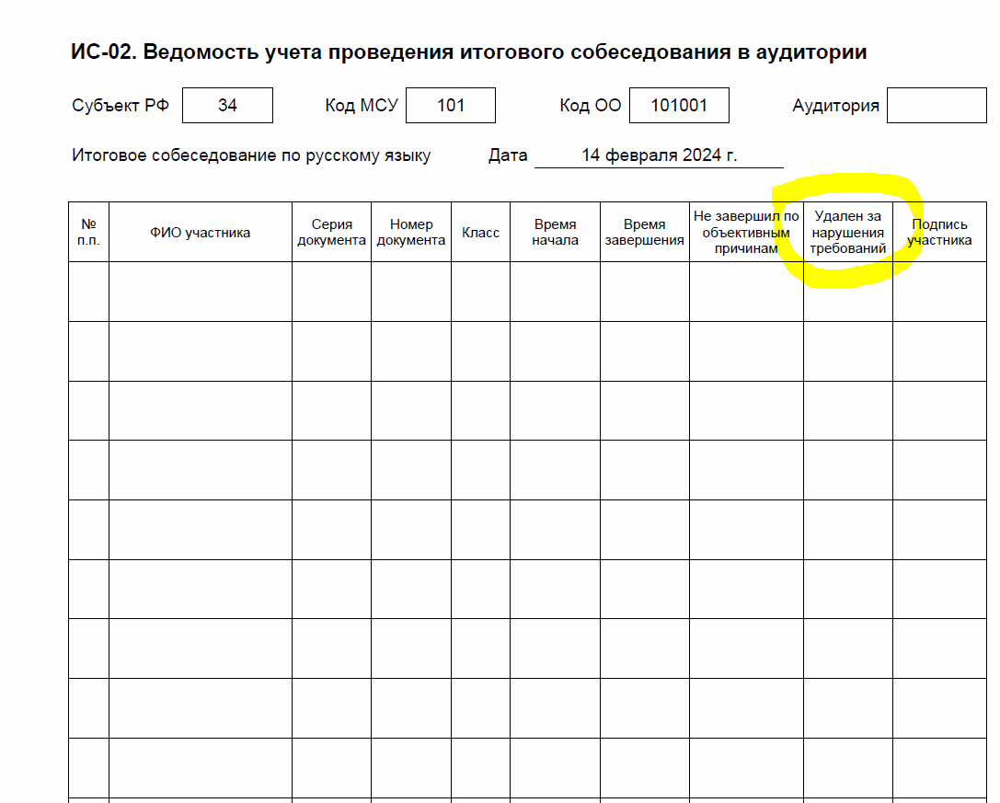 ИС-02. Ведомость учета проведения итогового собеседования в аудитории
Субъект РФ 34 Код МСУ 101 Код ОО 101001 Аудитория
Итоговое собеседование по русскому языку Дата 14 февраля 2024 г.
№
п.п.
ФИО участника
Серия
документа
Номер
документа
Класс
Время
начала
Время
завершения
Не завершил по
объективным
причинам
Удален за
нарушения
требований
Подпись
участника